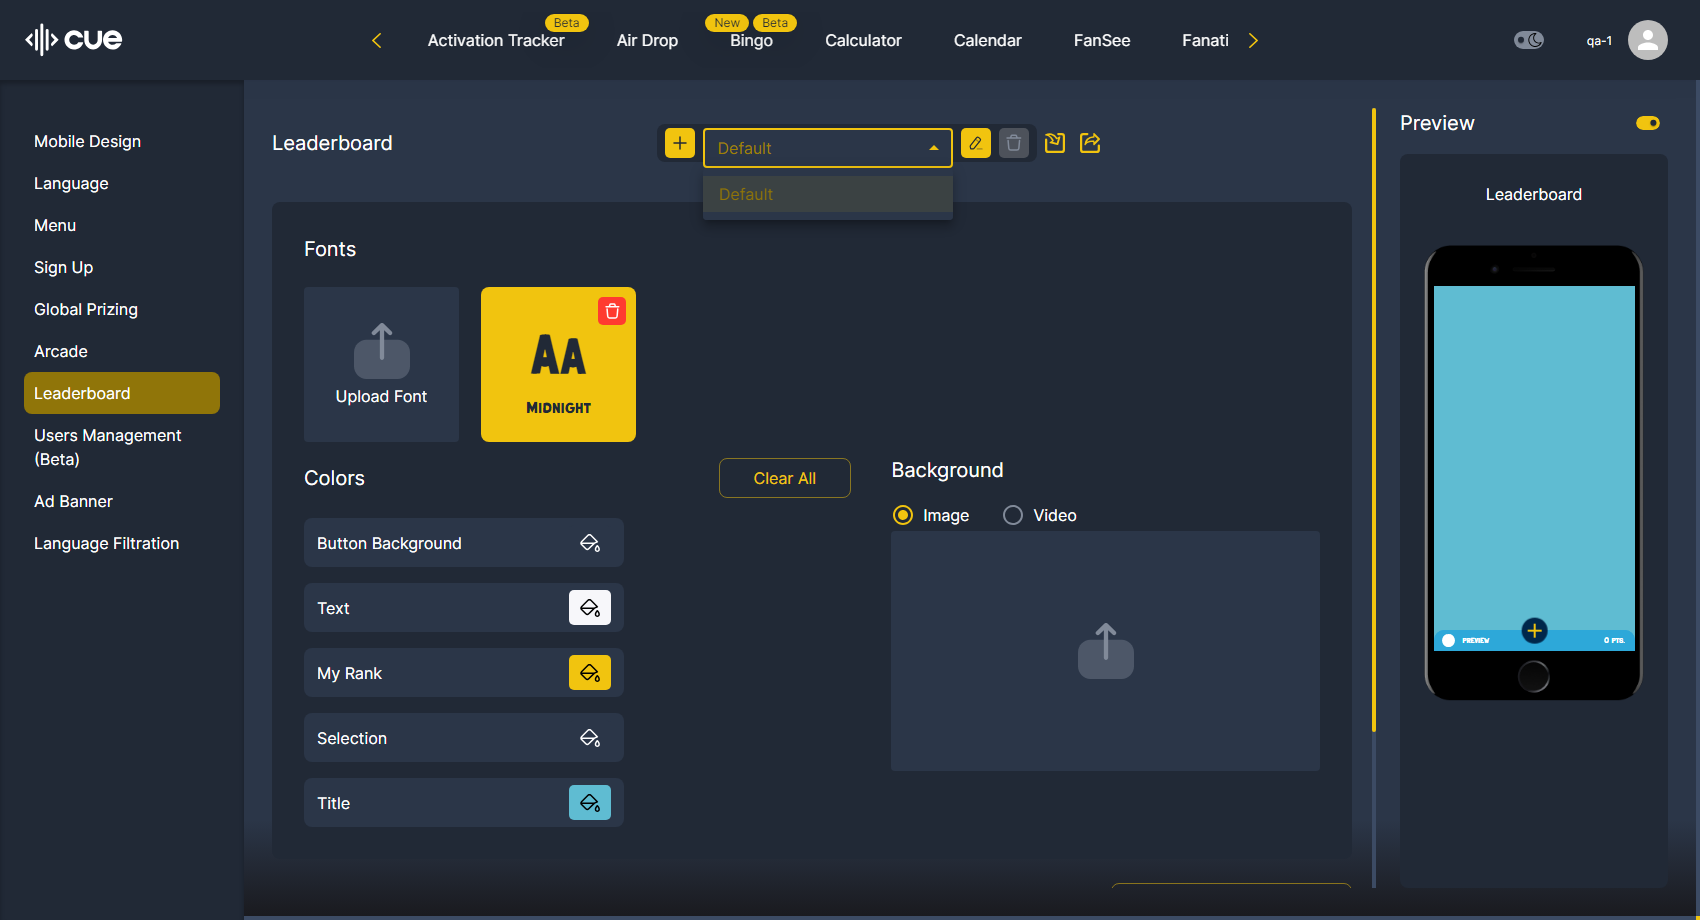 cue
Beta
New
Beta
Activation Tracker
Air Drop
Bingo
Calculator
Calendar
FanSee
Fanati
qa-1
Mobile Design
Language
Menu
Sign Up
Global Prizing
Arcade
Leaderboard
Users Management
(Beta)
Ad Banner
Language Filtration
Leaderboard
Default
Default
Fonts
Upload Font
AA
MIDNIGHT
Colors
Clear All
Button Background
Text
My Rank
Selection
Title
Background
Image
Video
Preview
Leaderboard
PREVIEW
0 PTS.